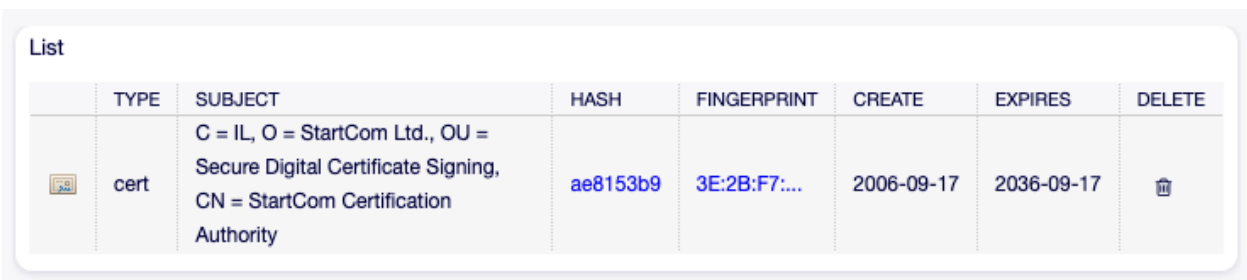 List
TYPE SUBJECT HASH FINGERPRINT CREATE EXPIRES DELETE
C = IL, O = StartCom Ltd., OU =
Secure Digital Certificate Signing,
cert ae8153b9 3E:2B:F7:... 2006-09-17 2036-09-17
CN = StartCom Certification
Authority